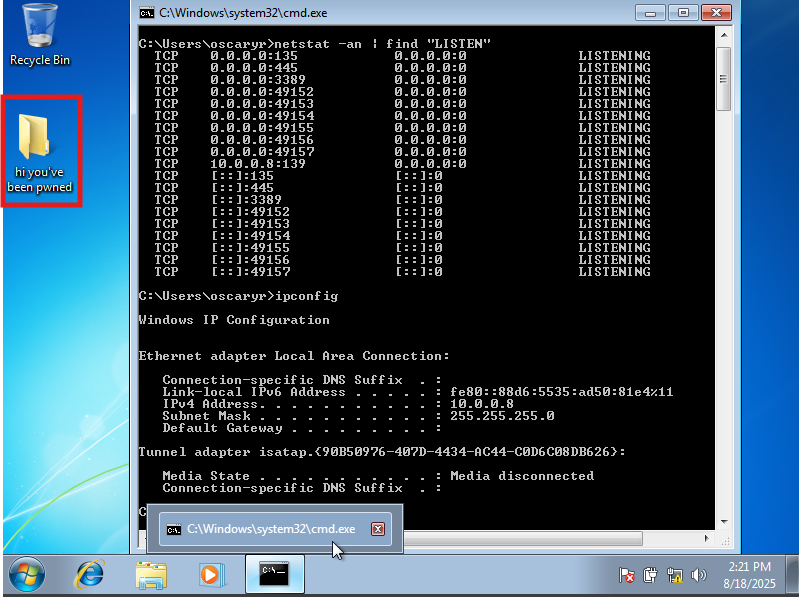 C:\Windows\system32\cmd.exe
Recycle Bin
hi you've
been pwned
C:\Users\oscaryr>netstat -an | find "LISTEN"
TCP    0.0.0.0:135    0.0.0.0:0    LISTENING
TCP    0.0.0.0:445    0.0.0.0:0    LISTENING
TCP    0.0.0.0:3389    0.0.0.0:0    LISTENING
TCP    0.0.0.0:49152    0.0.0.0:0    LISTENING
TCP    0.0.0.0:49153    0.0.0.0:0    LISTENING
TCP    0.0.0.0:49154    0.0.0.0:0    LISTENING
TCP    0.0.0.0:49155    0.0.0.0:0    LISTENING
TCP    0.0.0.0:49156    0.0.0.0:0    LISTENING
TCP    0.0.0.0:49157    0.0.0.0:0    LISTENING
TCP    10.0.0.8:139    0.0.0.0:0    LISTENING
TCP    [::]:135    [::]:0    LISTENING
TCP    [::]:445    [::]:0    LISTENING
TCP    [::]:3389    [::]:0    LISTENING
TCP    [::]:49152    [::]:0    LISTENING
TCP    [::]:49153    [::]:0    LISTENING
TCP    [::]:49154    [::]:0    LISTENING
TCP    [::]:49155    [::]:0    LISTENING
TCP    [::]:49156    [::]:0    LISTENING
TCP    [::]:49157    [::]:0    LISTENING
C:\Users\oscaryr>ipconfig
Windows IP Configuration
Ethernet adapter Local Area Connection:
Connection-specific DNS Suffix  . :
Link-local IPv6 Address . . . . . : fe80::88d6:5535:ad50:81e4%11
IPv4 Address. . . . . . . . . . . : 10.0.0.8
Subnet Mask . . . . . . . . . . . : 255.255.255.0
Default Gateway . . . . . . . . . :
Tunnel adapter isatap.{90B50976-407D-4434-AC44-C0D6C08DB626}:
Media State . . . . . . . . . . . : Media disconnected
Connection-specific DNS Suffix  . :
C
C:\Windows\system32\cmd.exe
2:21 PM
8/18/2025